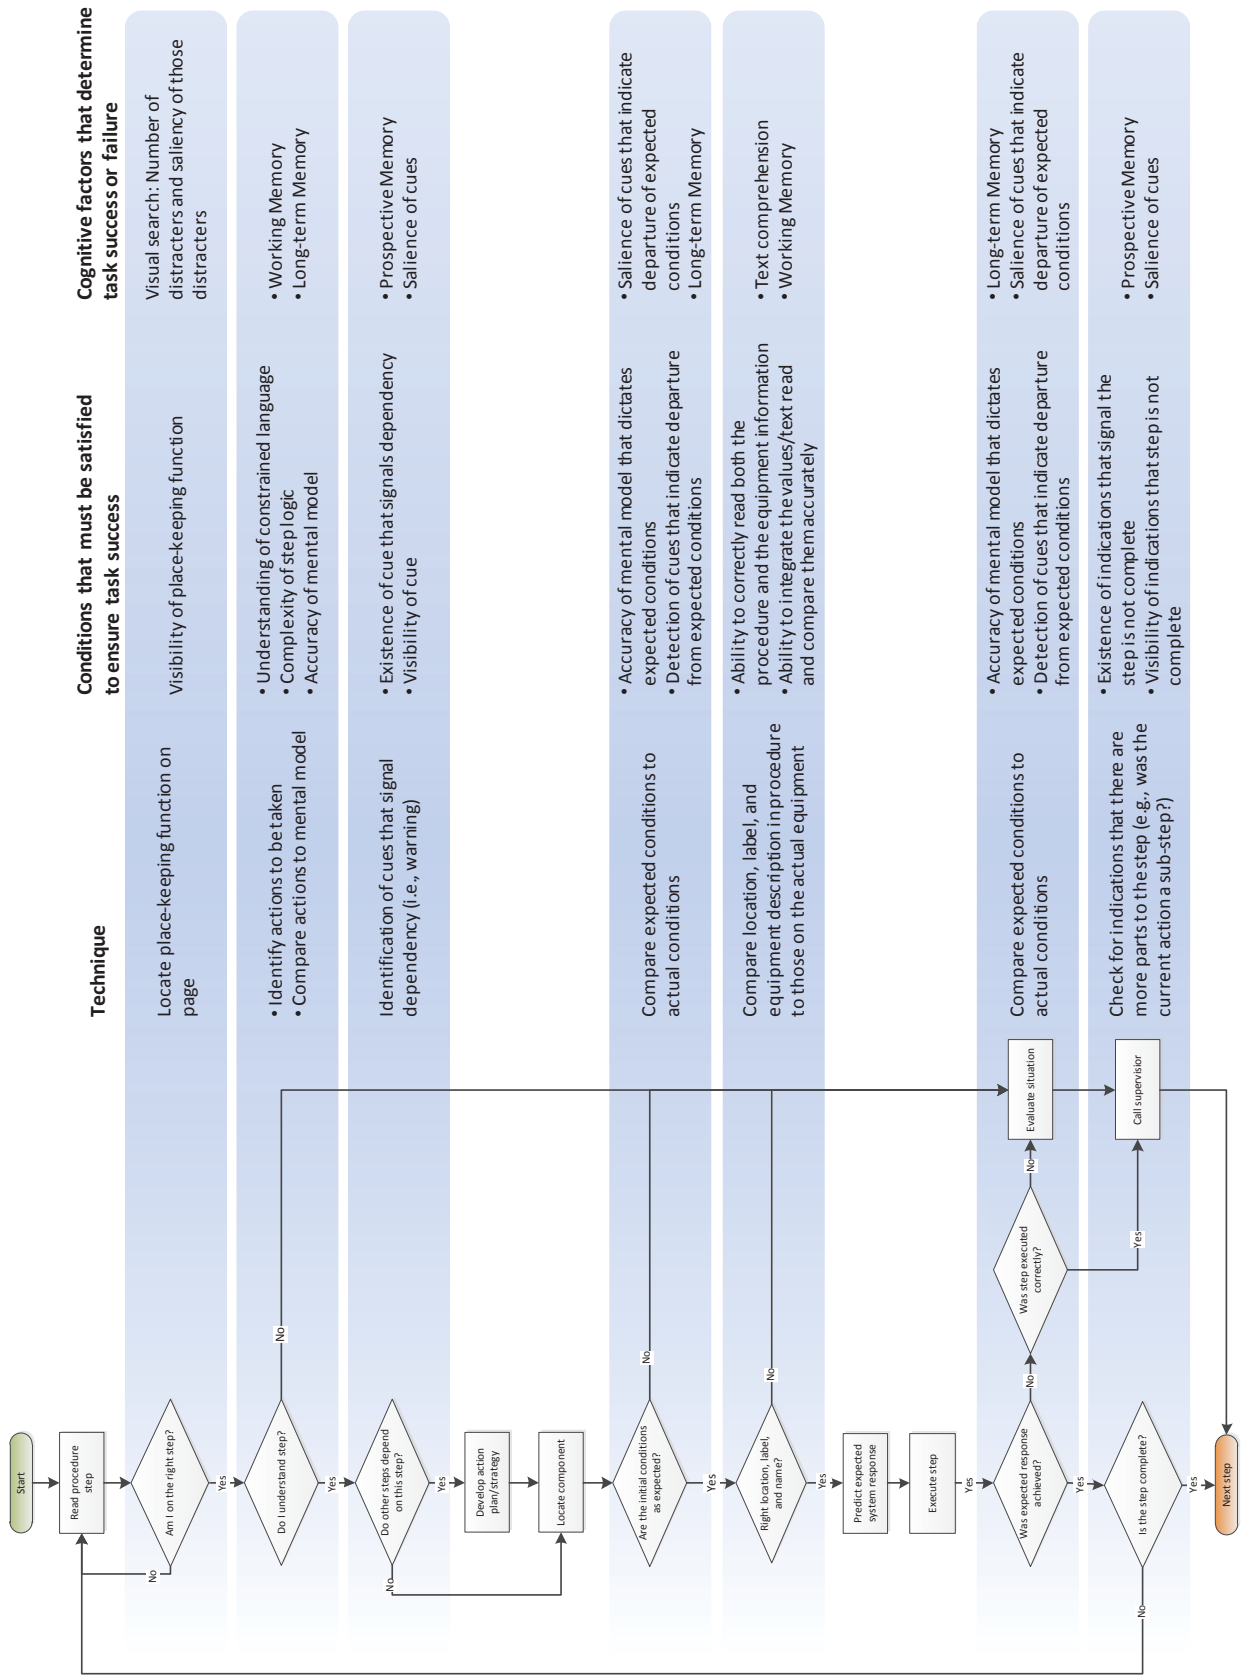 Technique
Conditions that must be satisfied
to ensure task success
Cognitive factors that determine
task success or failure
Start
Read procedure
step
Am I on the right step?
No
Yes
Locate place-keeping function on
page
Visibility of place-keeping function
Visual search: Number of
distracters and saliency of those
distracters
Do I understand step?
No
Yes
• Identify actions to be taken
• Compare actions to mental model
• Understanding of constrained language
• Complexity of step logic
• Accuracy of mental model
• Working Memory
• Long-term Memory
Do other steps depend
on this step?
No
Yes
Identification of cues that signal
dependency (i.e., warning)
• Existence of cue that signals dependency
• Visibility of cue
• Prospective Memory
• Salience of cues
Develop action
plan/strategy
Locate component
Are the initial conditions
as expected?
No
Yes
Compare expected conditions to
actual conditions
• Accuracy of mental model that dictates
expected conditions
• Detection of cues that indicate departure
from expected conditions
• Salience of cues that indicate
departure of expected
conditions
• Long-term Memory
Right location, label,
and name?
No
Yes
Compare location, label, and
equipment description in procedure
to those on the actual equipment
• Ability to correctly read both the
procedure and the equipment information
• Ability to integrate the values/text read
and compare them accurately
• Text comprehension
• Working Memory
Predict expected
system response
Execute step
Yes
Was expected response
achieved?
No
Was step executed
correctly?
No
Evaluate situation
Yes
Yes
Compare expected conditions to
actual conditions
• Accuracy of mental model that dictates
expected conditions
• Detection of cues that indicate departure
from expected conditions
• Long-term Memory
• Salience of cues that indicate
departure of expected
conditions
Is the step complete?
No
Yes
Call supervisior
Check for indications that there are
more parts to the step (e.g., was the
current action a sub-step?)
• Existence of indications that signal the
step is not complete
• Visibility of indications that step is not
complete
• Prospective Memory
• Salience of cues
Next step